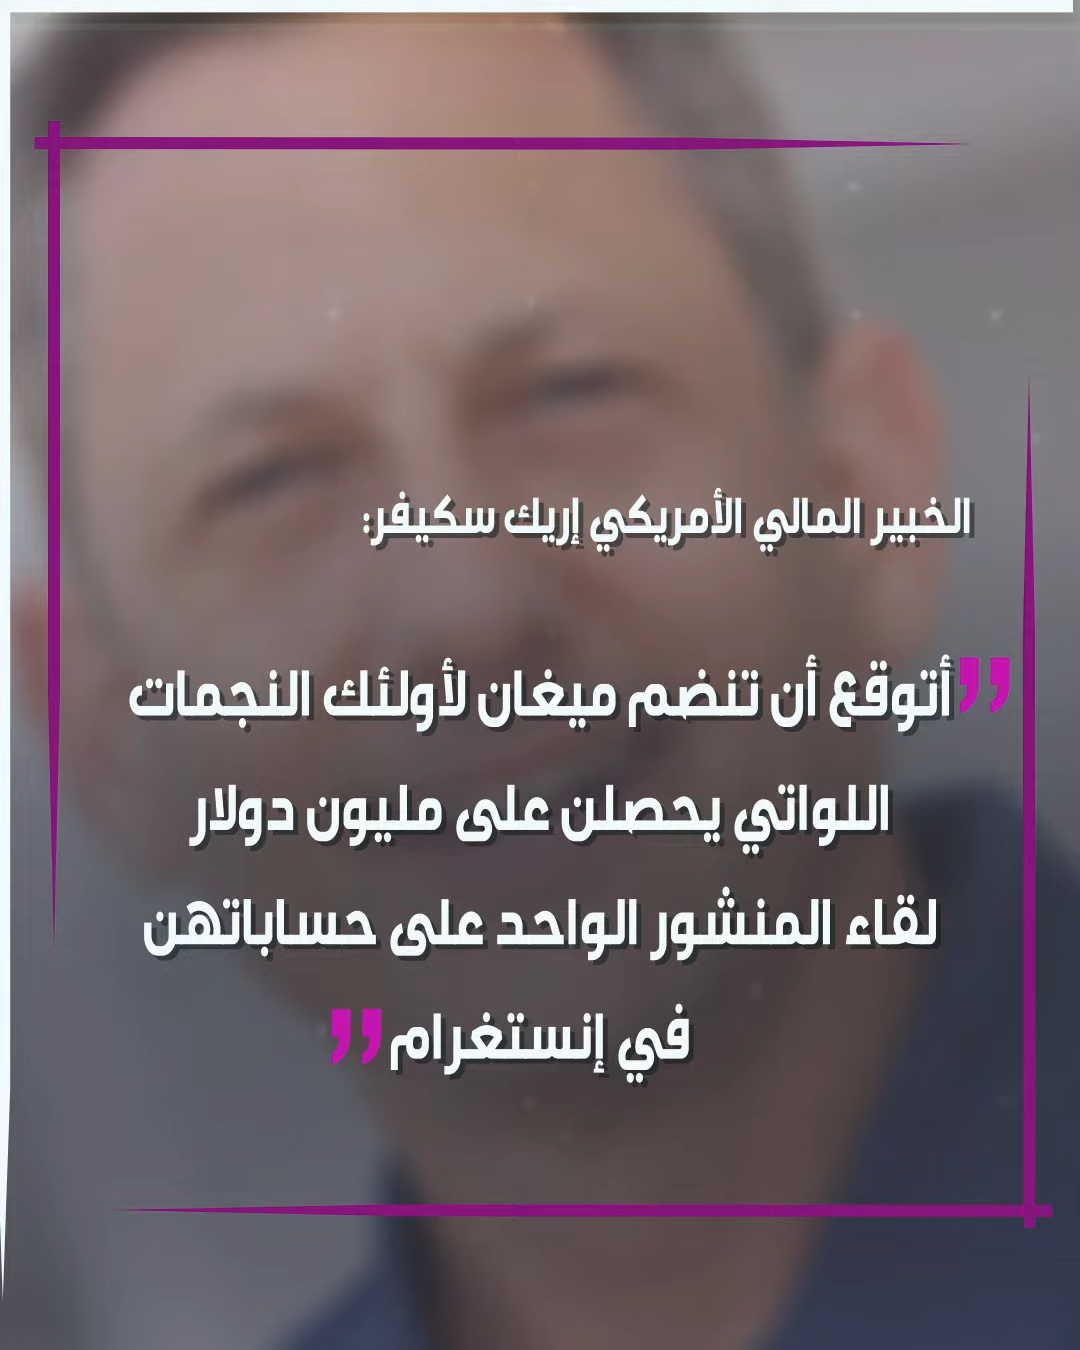 الخبير المالي الأمريكي إريك سكيفر:
❞أتوقع أن تنضم ميغان لأولئك النجمات
اللواتي يحصلن على مليون دولار
لقاء المنشور الواحد على حساباتهن
في إنستغرام❞